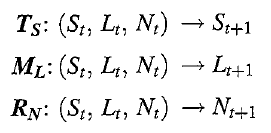 T_S: (S_t, L_t, N_t) → S_{t+1}
M_L: (S_t, L_t, N_t) → L_{t+1}
R_N: (S_t, L_t, N_t) → N_{t+1}